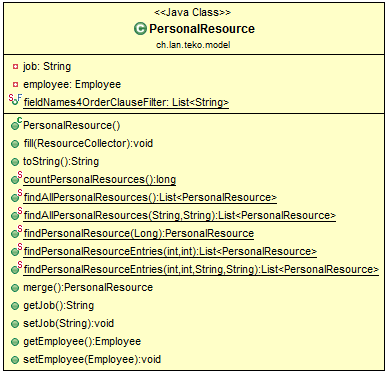 <<Java Class>>
PersonalResource
ch.lan.teko.model
job: String
employee: Employee
fieldNames4OrderClauseFilter: List<String>
PersonalResource()
fill(ResourceCollector):void
toString():String
countPersonalResources():long
findAllPersonalResources():List<PersonalResource>
findAllPersonalResources(String,String):List<PersonalResource>
findPersonalResource(Long):PersonalResource
findPersonalResourceEntries(int,int):List<PersonalResource>
findPersonalResourceEntries(int,int,String,String):List<PersonalResource>
merge():PersonalResource
getJob():String
setJob(String):void
getEmployee():Employee
setEmployee(Employee):void